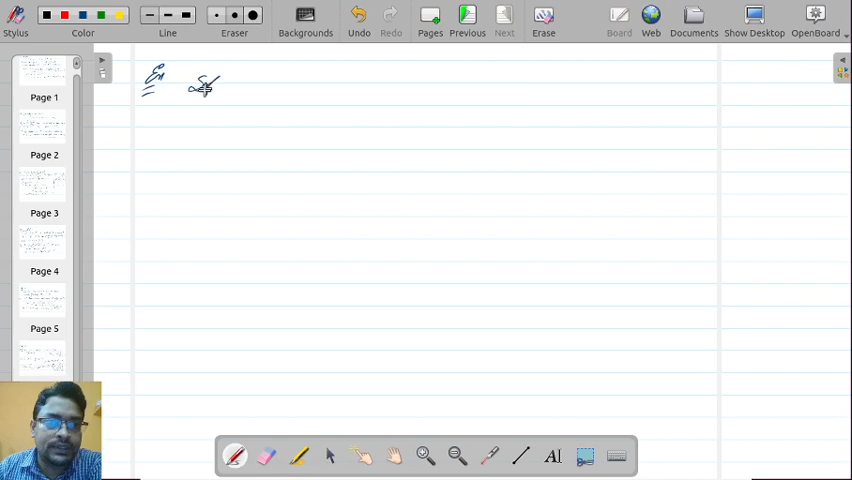 Stylus Color Line Eraser Backgrounds Undo Pages Previous Next Erase Board Web Documents Show Desktop OpenBoard
Ex
Page 1
Page 2
Page 3
Page 4
Page 5